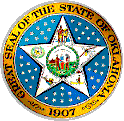 GREAT SEAL OF THE STATE OF OKLAHOMA
1907